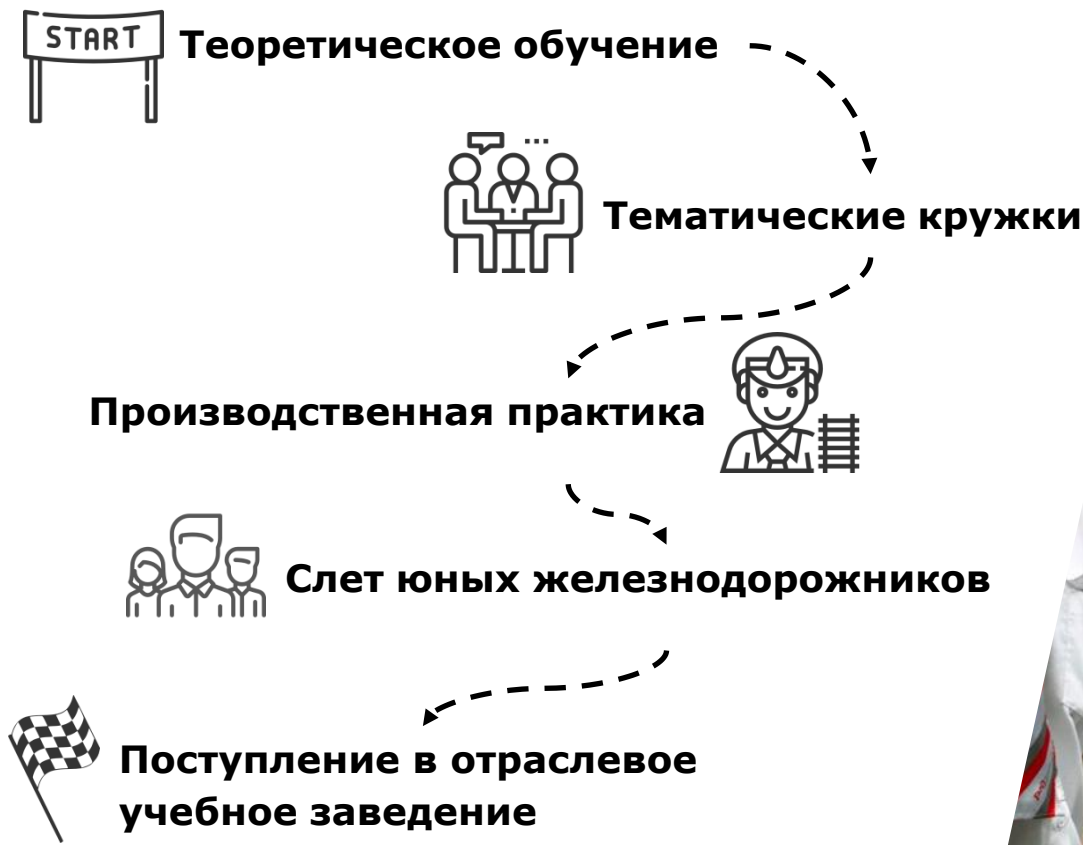 START
Теоретическое обучение
Тематические кружки
Производственная практика
Слет юных железнодорожников
Поступление в отраслевое
учебное заведение